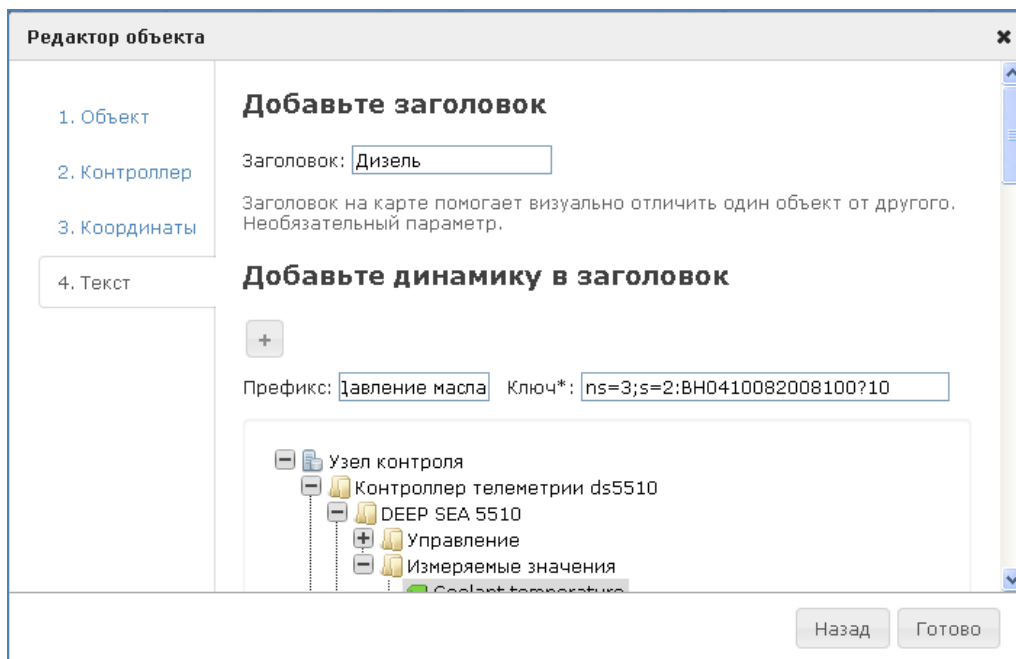 Редактор объекта
1. Объект
2. Контроллер
3. Координаты
4. Текст
Добавьте заголовок
Заголовок: Дизель
Заголовок на карте помогает визуально отличить один объект от другого.
Необязательный параметр.
Добавьте динамику в заголовок
+
Префикс: Давление масла Ключ*: ns=3;s=2:BH0410082008100?10
Узел контроля
Контроллер телеметрии ds5510
DEEP SEA 5510
Управление
Измеряемые значения
Coolant temperature
Назад Готово